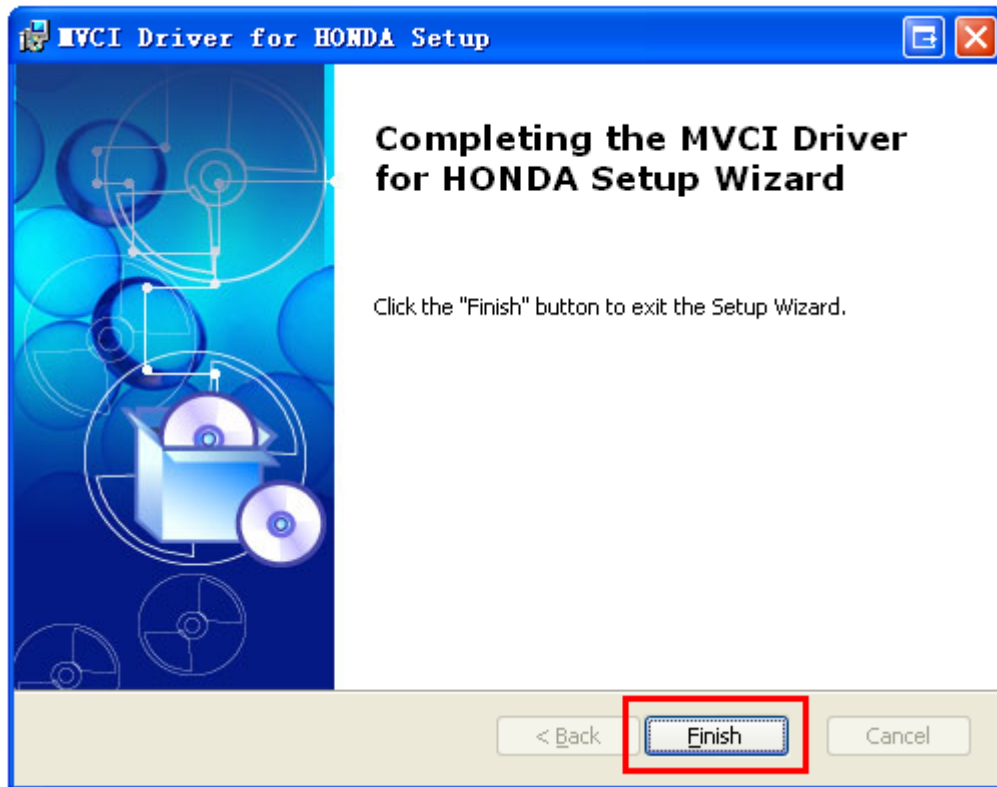 MVCI Driver for HONDA Setup
Completing the MVCI Driver
for HONDA Setup Wizard
Click the "Finish" button to exit the Setup Wizard.
< Back
Finish
Cancel